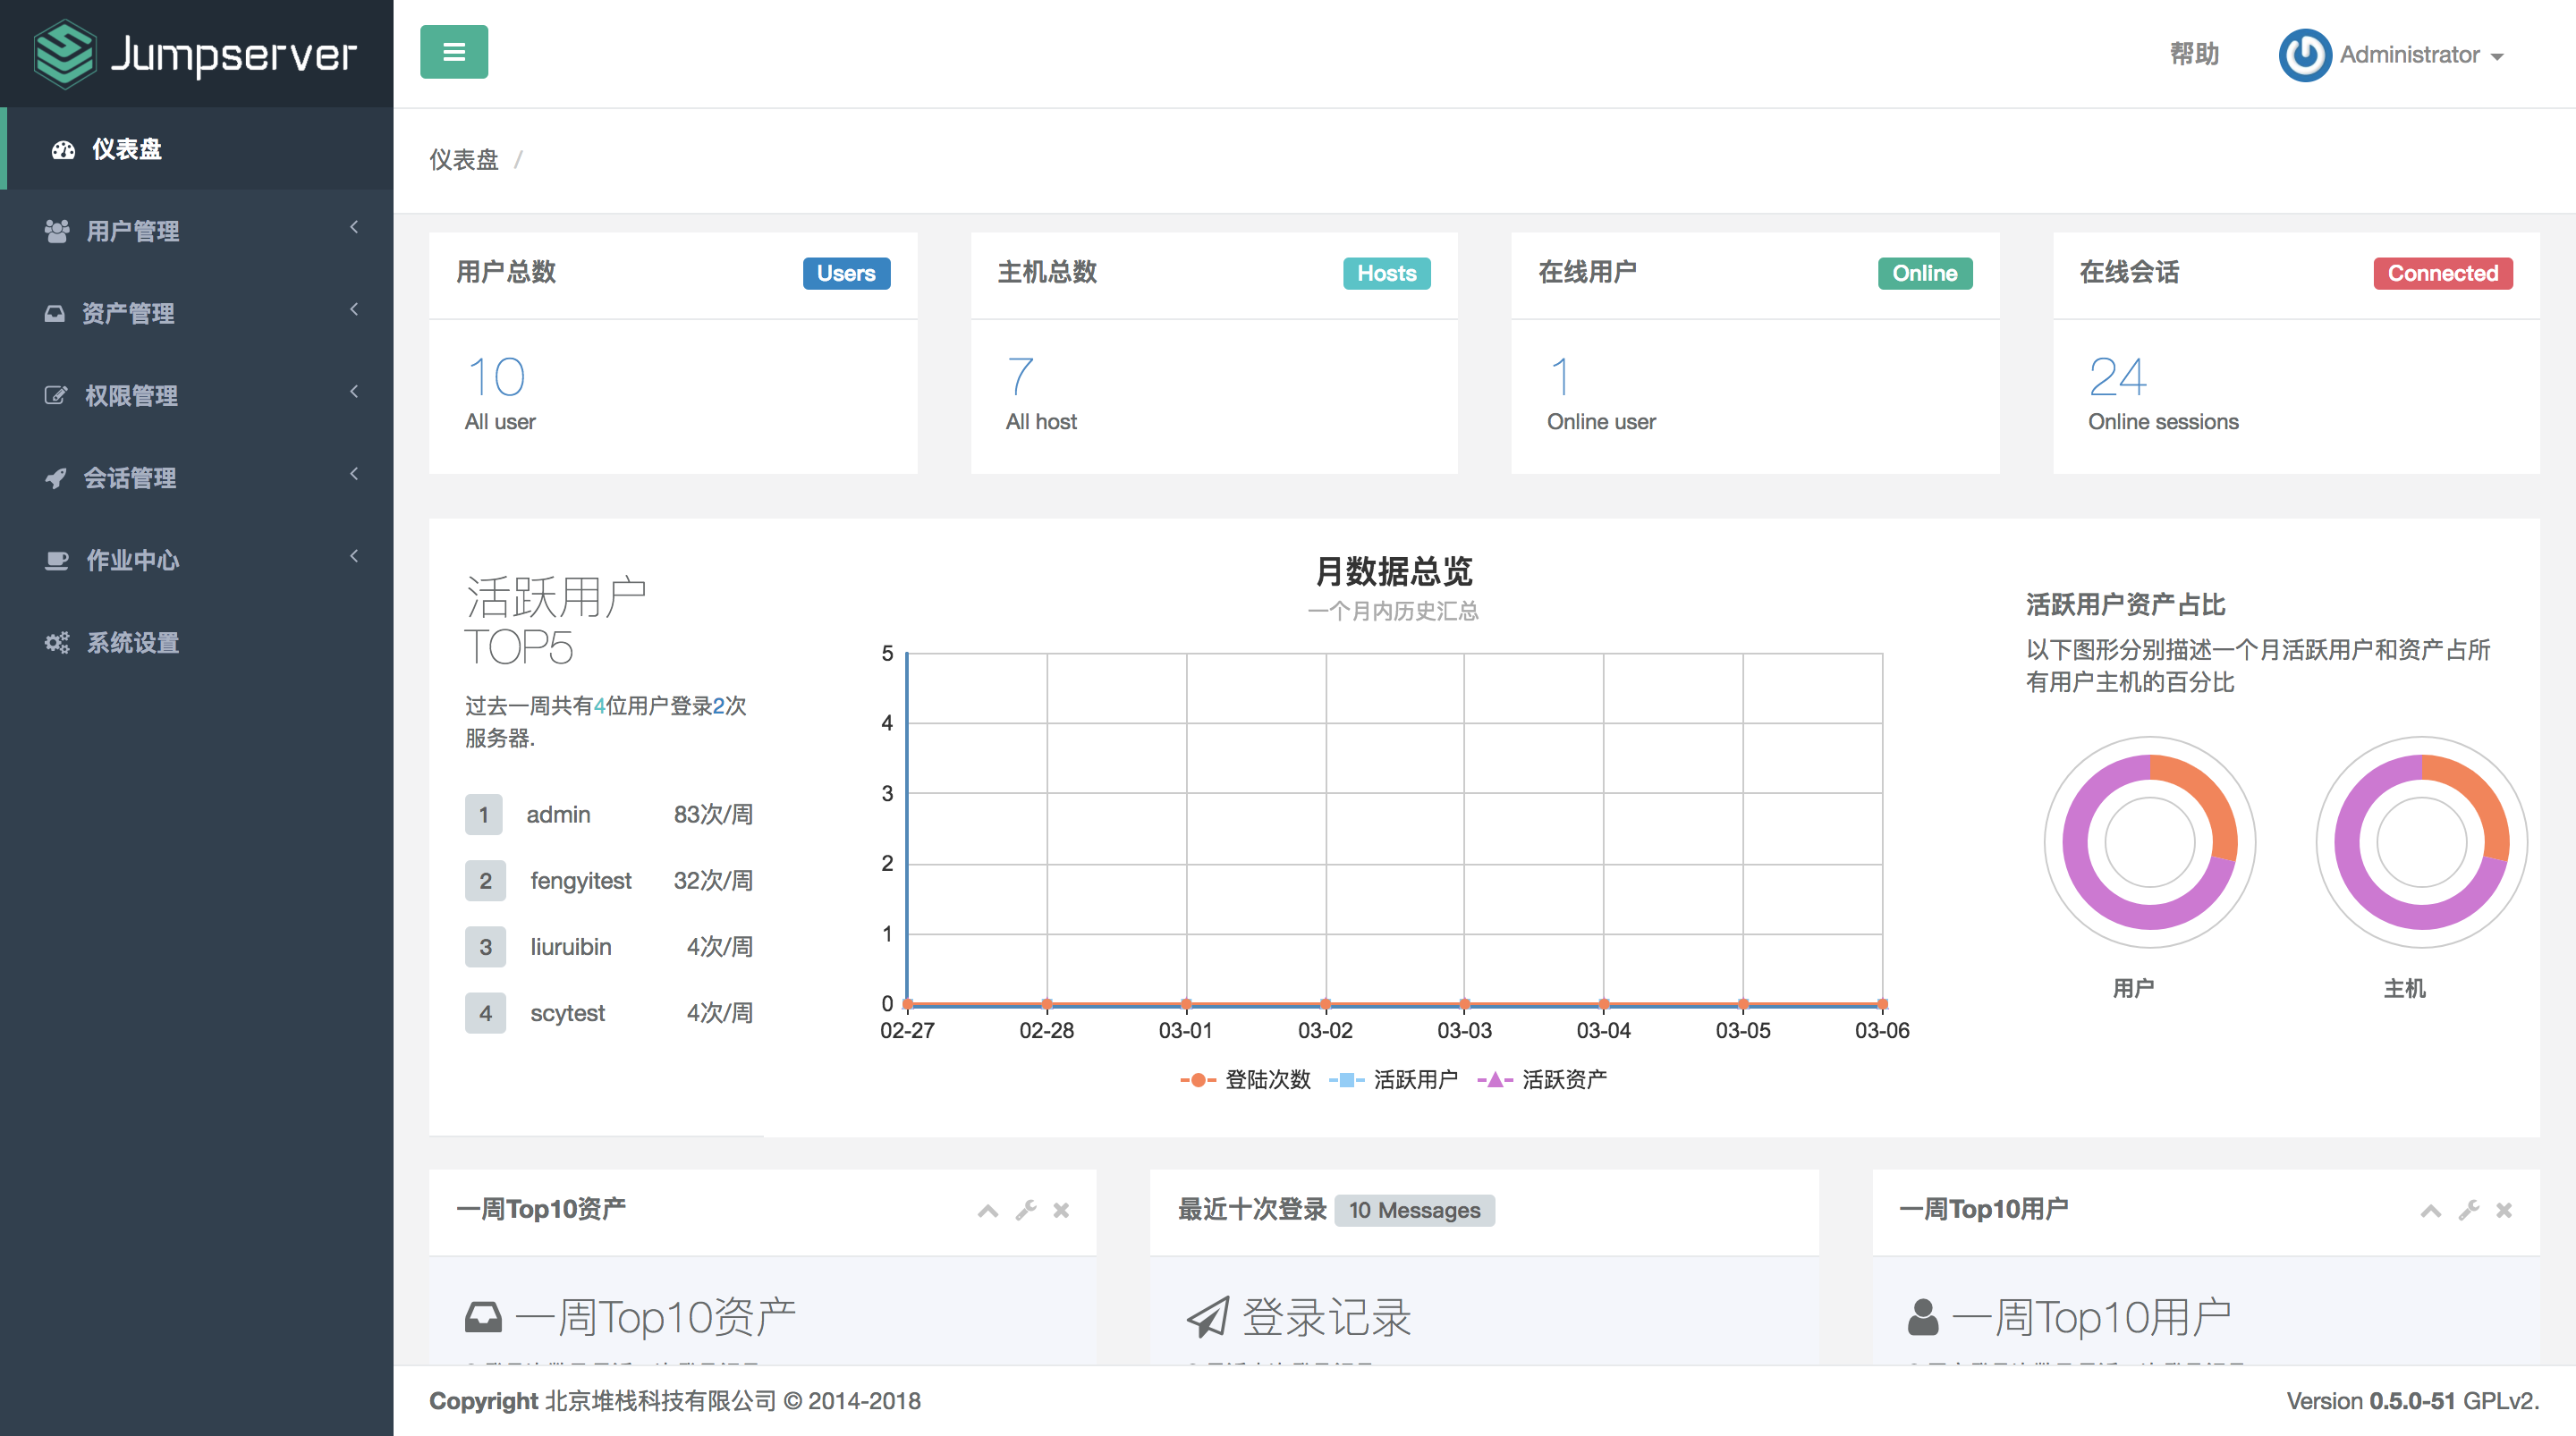 Jumpserver
帮助
Administrator
仪表盘
用户管理
资产管理
权限管理
会话管理
作业中心
系统设置
仪表盘 /
用户总数 Users
10
All user
主机总数 Hosts
7
All host
在线用户 Online
1
Online user
在线会话 Connected
24
Online sessions
活跃用户
TOP5
过去一周共有4位用户登录2次
服务器.
1 admin 83次/周
2 fengyitest 32次/周
3 liuruibin 4次/周
4 scytest 4次/周
月数据总览
一个月内历史汇总
5
4
3
2
1
0
02-27 02-28 03-01 03-02 03-03 03-04 03-05 03-06
登陆次数 活跃用户 活跃资产
活跃用户资产占比
以下图形分别描述一个月活跃用户和资产占所
有用户主机的百分比
用户 主机
一周Top10资产
一周Top10资产
最近十次登录 10 Messages
登录记录
一周Top10用户
一周Top10用户
Copyright 北京堆栈科技有限公司 © 2014-2018
Version 0.5.0-51 GPLv2.